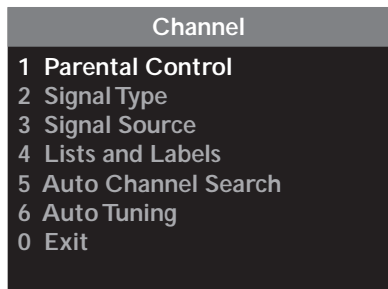 Channel
1 Parental Control
2 Signal Type
3 Signal Source
4 Lists and Labels
5 Auto Channel Search
6 Auto Tuning
0 Exit